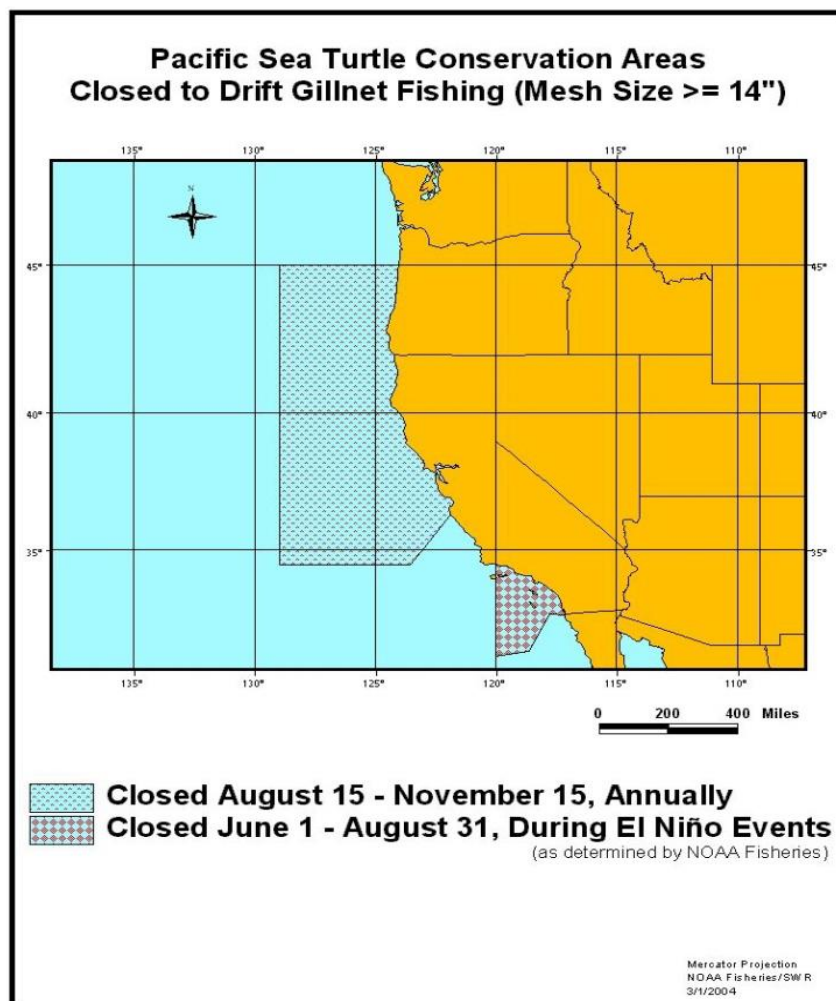 Pacific Sea Turtle Conservation Areas
Closed to Drift Gillnet Fishing (Mesh Size >= 14")
135° 130° 125° 120° 115° 110°
N
45° 45°
40° 40°
35° 35°
135° 130° 125° 120° 115° 110°
0 200 400 Miles
Closed August 15 - November 15, Annually
Closed June 1 - August 31, During El Niño Events
(as determined by NOAA Fisheries)
Mercator Projection
NOAA Fisheries/SWR
3/1/2004